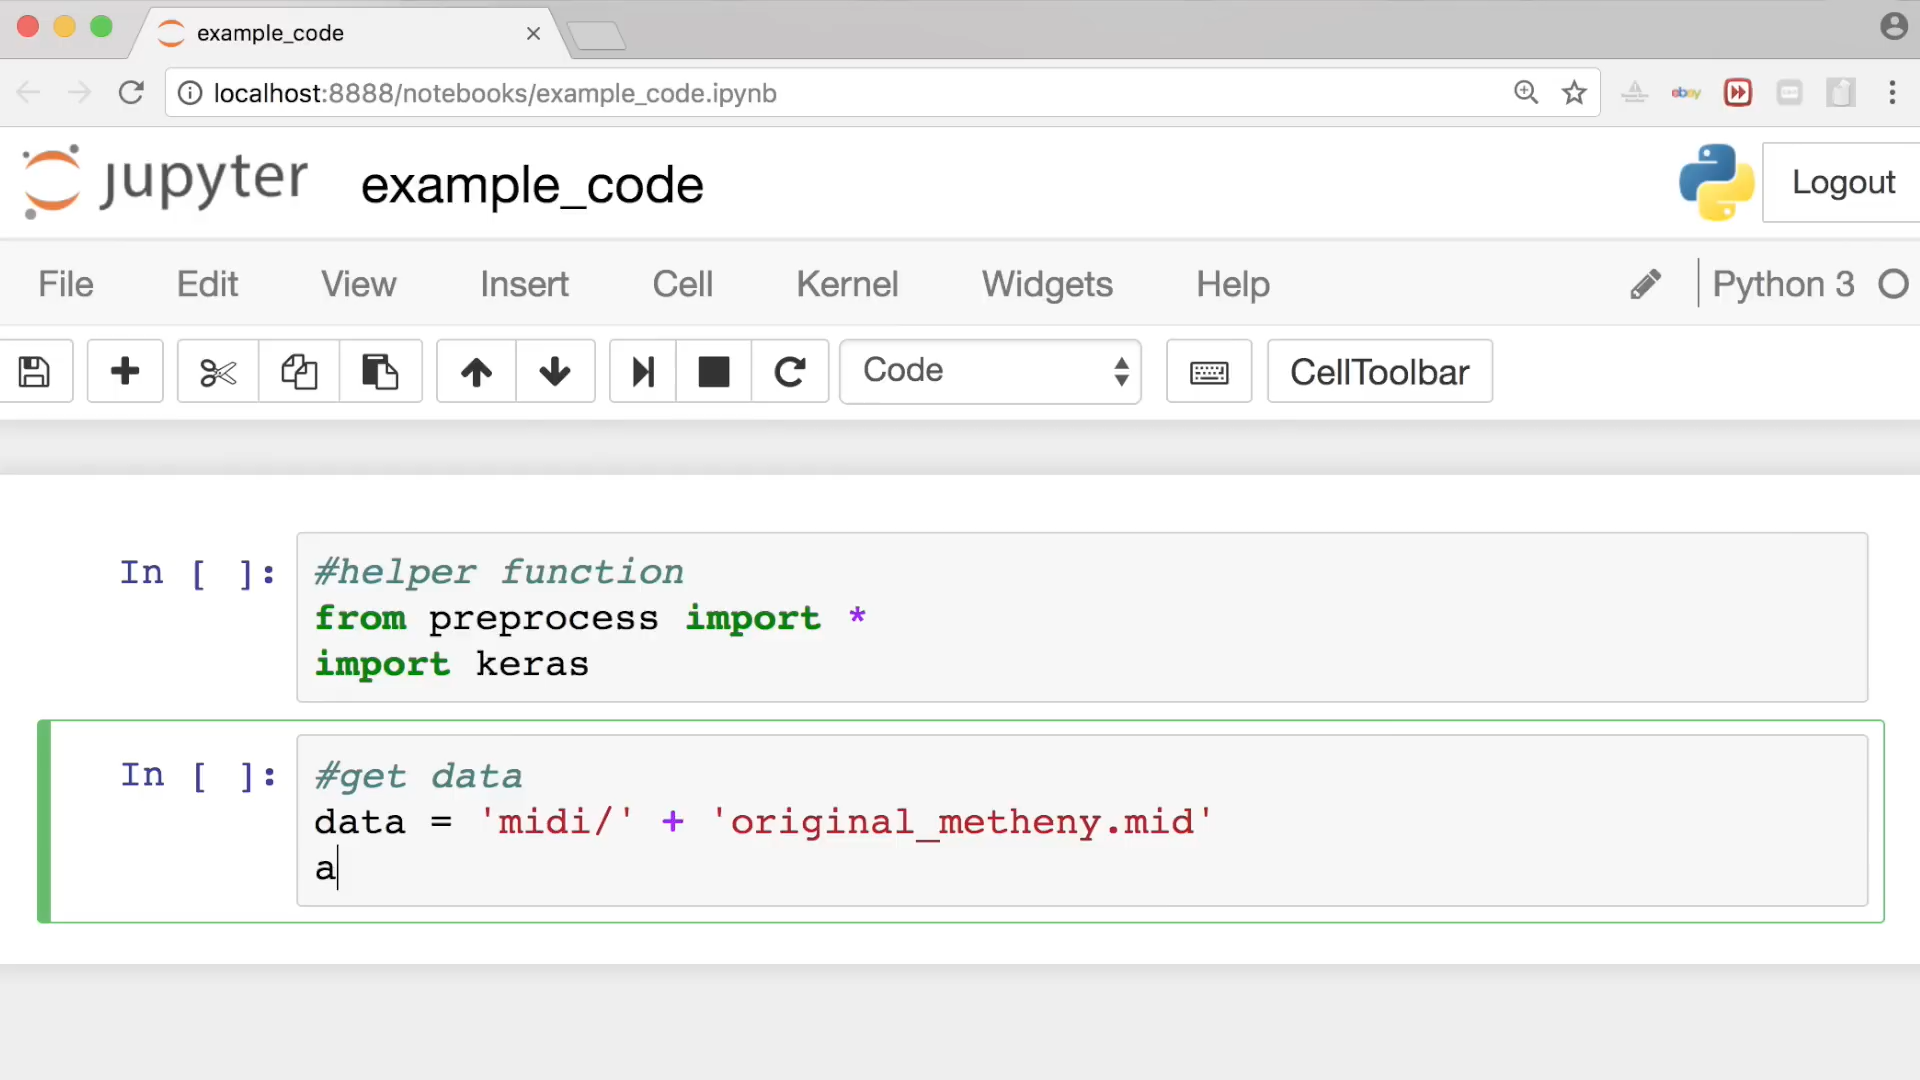 example_code
localhost:8888/notebooks/example_code.ipynb
ebay
jupyter example_code
Logout
File Edit View Insert Cell Kernel Widgets Help Python 3
Code CellToolbar
In [ ]: #helper function
from preprocess import *
import keras
In [ ]: #get data
data = 'midi/' + 'original_metheny.mid'
a